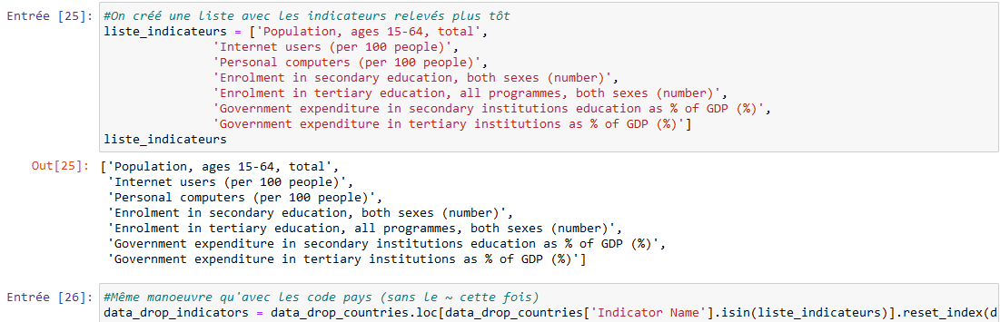 Entrée [25]: #On créé une liste avec les indicateurs relevés plus tôt
liste_indicateurs = ['Population, ages 15-64, total',
'Internet users (per 100 people)',
'Personal computers (per 100 people)',
'Enrolment in secondary education, both sexes (number)',
'Enrolment in tertiary education, all programmes, both sexes (number)',
'Government expenditure in secondary institutions education as % of GDP (%)',
'Government expenditure in tertiary institutions as % of GDP (%)']
liste_indicateurs
Out[25]: ['Population, ages 15-64, total',
'Internet users (per 100 people)',
'Personal computers (per 100 people)',
'Enrolment in secondary education, both sexes (number)',
'Enrolment in tertiary education, all programmes, both sexes (number)',
'Government expenditure in secondary institutions education as % of GDP (%)',
'Government expenditure in tertiary institutions as % of GDP (%)']
Entrée [26]: #Même manoeuvre qu'avec les code pays (sans le ~ cette fois)
data_drop_indicators = data_drop_countries.loc[data_drop_countries['Indicator Name'].isin(liste_indicateurs)].reset_index(d